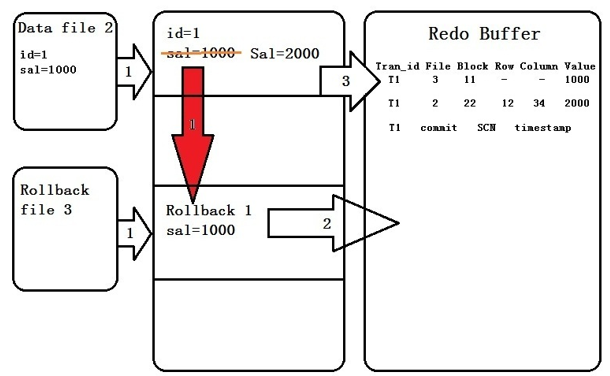 Data file 2
id=1
sal=1000
1
id=1
sal=1000 Sal=2000
1
3
Rollback
file 3
1
Rollback 1
sal=1000
2
Redo Buffer
Tran_id File Block Row Column Value
T1 3 11 - - 1000
T1 2 22 12 34 2000
T1 commit SCN timestamp